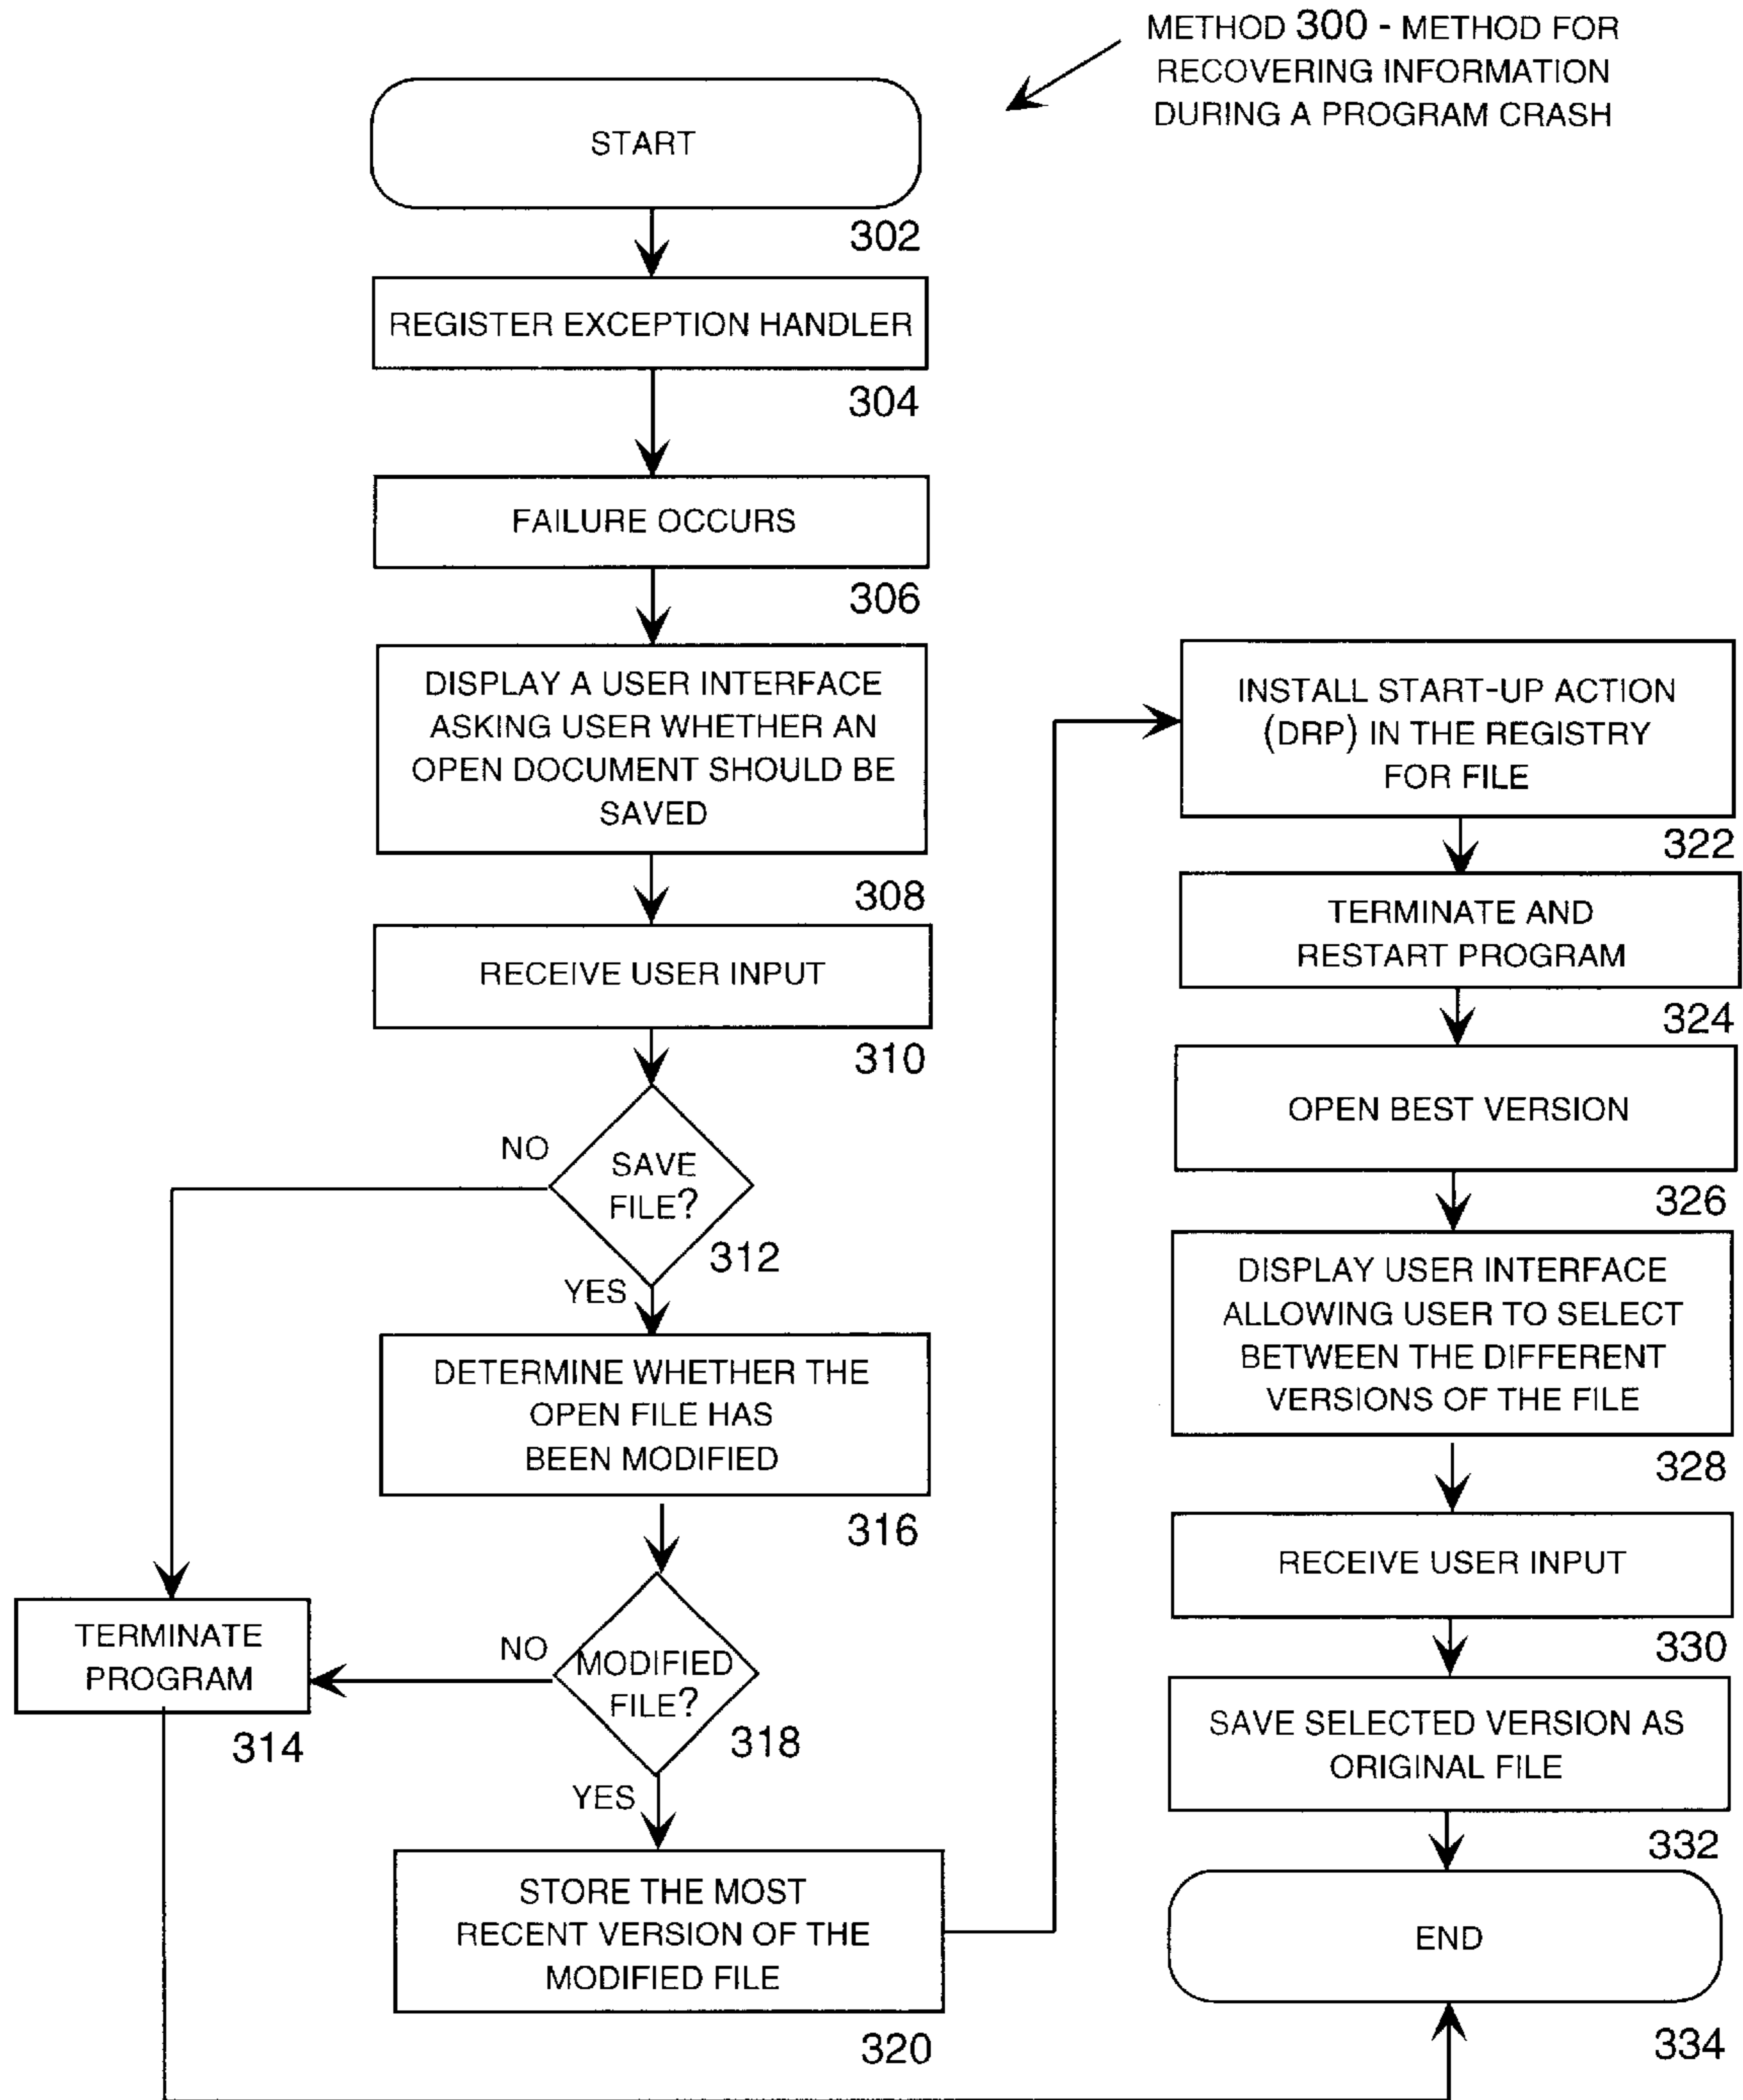 METHOD 300 - METHOD FOR
RECOVERING INFORMATION
DURING A PROGRAM CRASH
START
302
REGISTER EXCEPTION HANDLER
304
FAILURE OCCURS
306
DISPLAY A USER INTERFACE
ASKING USER WHETHER AN
OPEN DOCUMENT SHOULD BE
SAVED
308
RECEIVE USER INPUT
310
SAVE
FILE?
NO
312
YES
DETERMINE WHETHER THE
OPEN FILE HAS
BEEN MODIFIED
316
TERMINATE
PROGRAM
314
NO
MODIFIED
FILE?
318
YES
STORE THE MOST
RECENT VERSION OF THE
MODIFIED FILE
320
INSTALL START-UP ACTION
(DRP) IN THE REGISTRY
FOR FILE
322
TERMINATE AND
RESTART PROGRAM
324
OPEN BEST VERSION
326
DISPLAY USER INTERFACE
ALLOWING USER TO SELECT
BETWEEN THE DIFFERENT
VERSIONS OF THE FILE
328
RECEIVE USER INPUT
330
SAVE SELECTED VERSION AS
ORIGINAL FILE
332
END
334